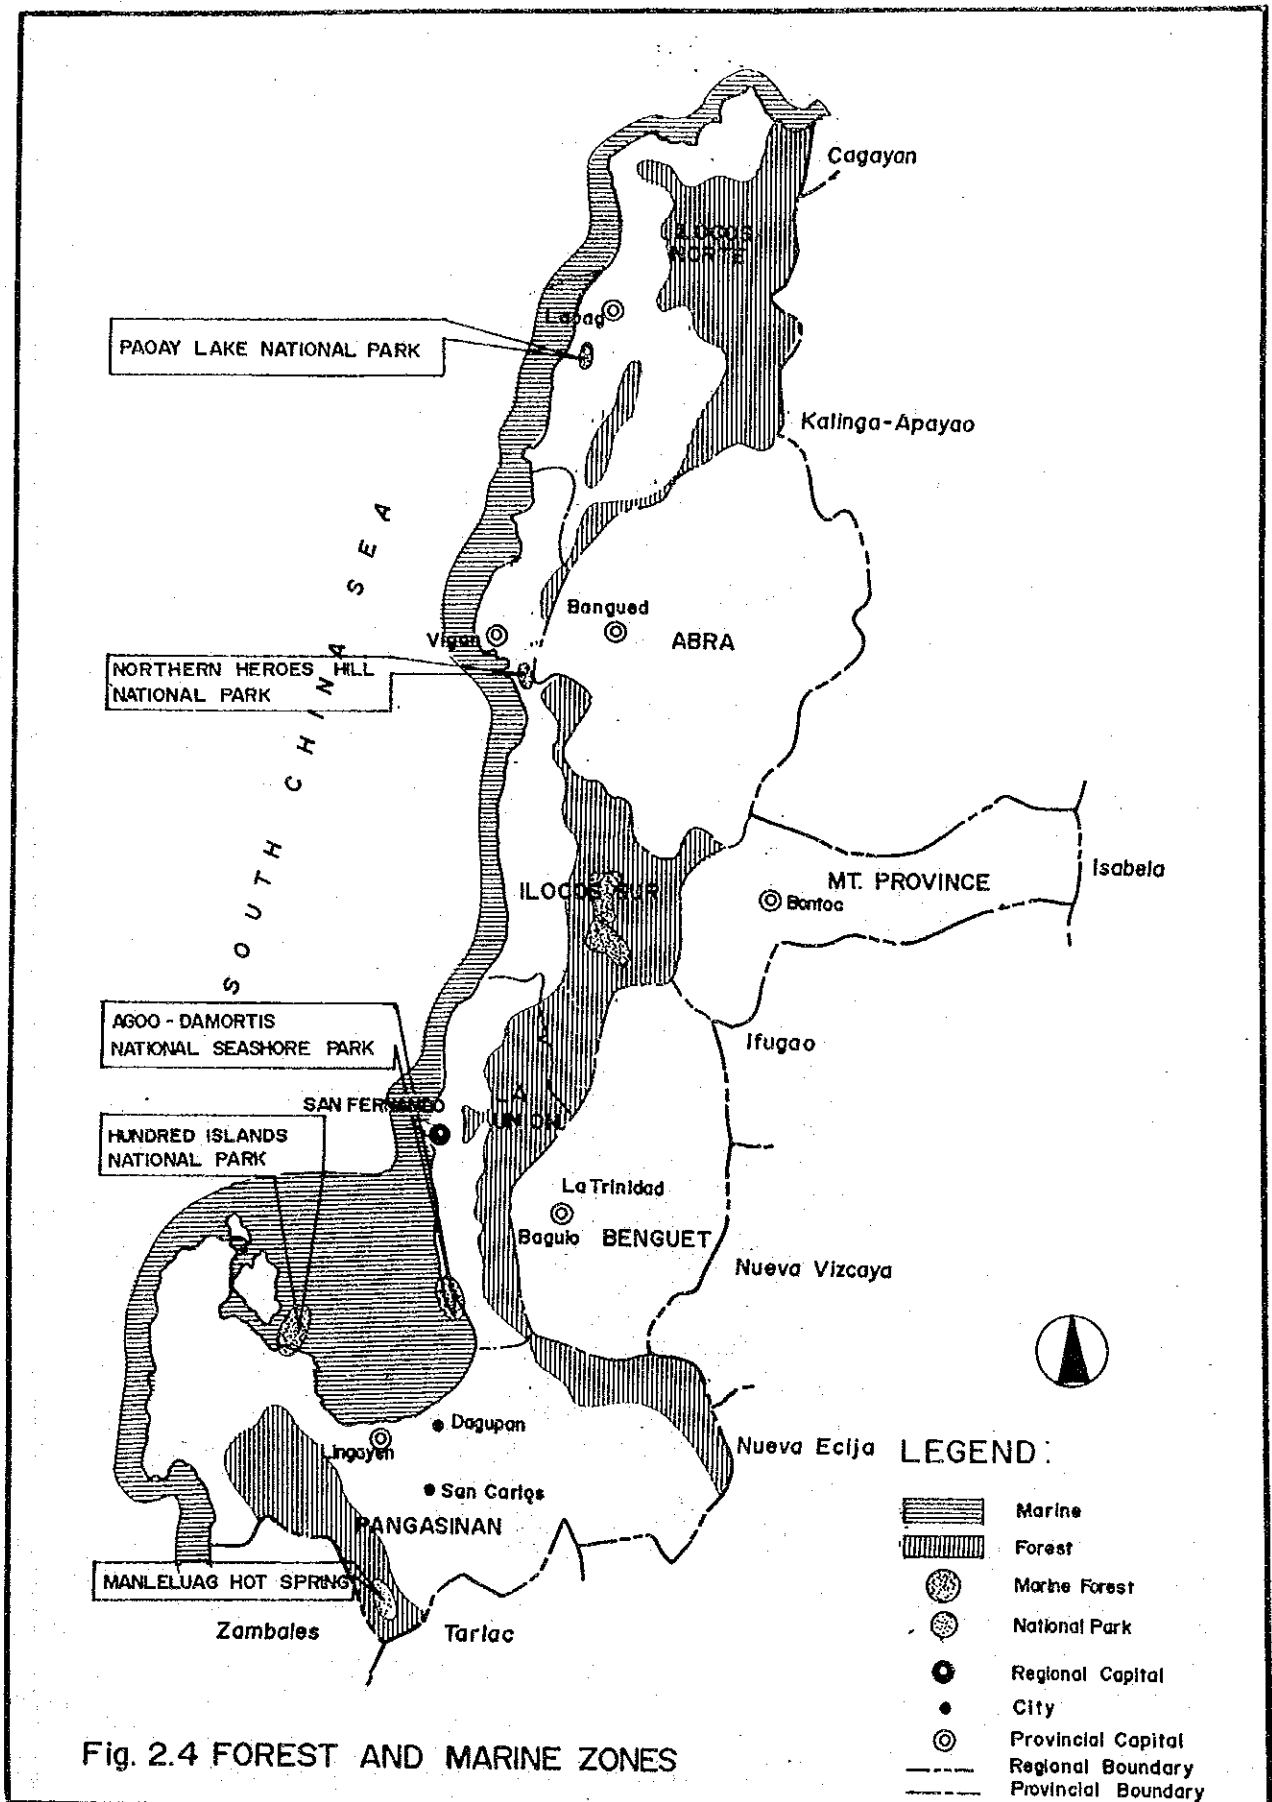 Cagayan
ILOCOS
NORTE
Laoag
PAOAY LAKE NATIONAL PARK
Kalinga-Apayao
SOUTH CHINA SEA
Bangued
Vigan
ABRA
NORTHERN HEROES HILL
NATIONAL PARK
Isabela
MT. PROVINCE
ILOCOS SUR
Bontoc
AGOO - DAMORTIS
NATIONAL SEASHORE PARK
Ifugao
LA
UNION
SAN FERNANDO
HUNDRED ISLANDS
NATIONAL PARK
La Trinidad
Baguio
BENGUET
Nueva Vizcaya
Dagupan
Lingayen
Nueva Ecija
San Carlos
PANGASINAN
MANLELUAG HOT SPRING
Zambales
Tarlac
LEGEND:
Marine
Forest
Marine Forest
National Park
Regional Capital
City
Provincial Capital
Regional Boundary
Provincial Boundary
Fig. 2.4 FOREST AND MARINE ZONES